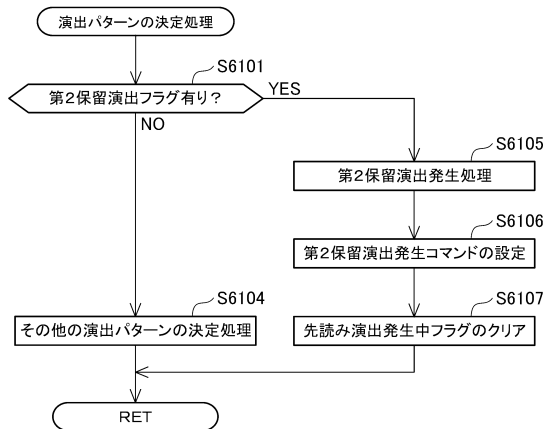 演出パターンの決定処理
S6101
第2保留演出フラグ有り?
YES
NO
S6105
第2保留演出発生処理
S6106
第2保留演出発生コマンドの設定
S6104
その他の演出パターンの決定処理
S6107
先読み演出発生中フラグのクリア
RET